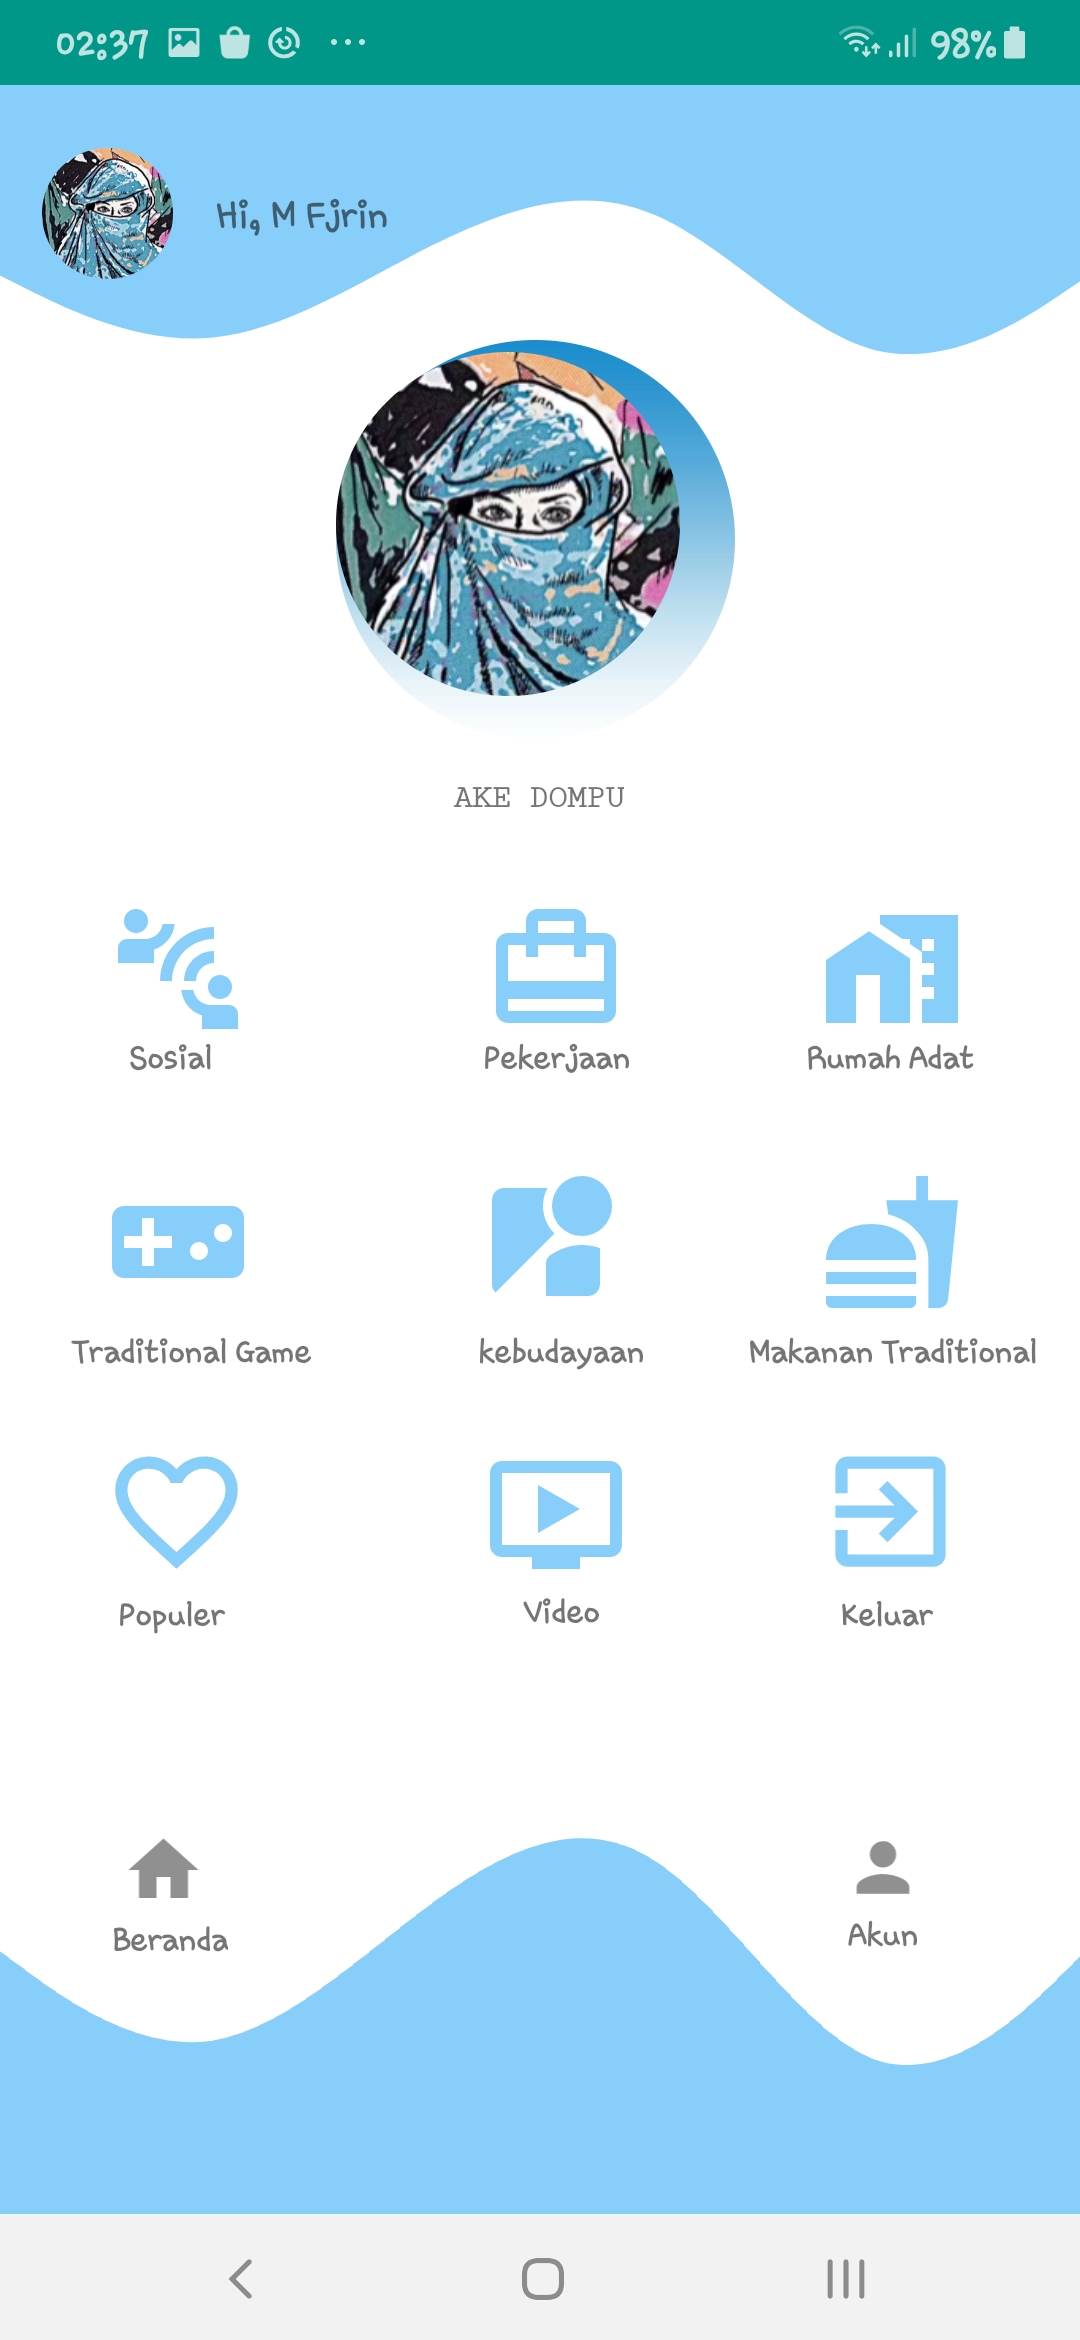 02:37 98%
Hi, M Fjrin
AKE DOMPU
Sosial Pekerjaan Rumah Adat
Traditional Game kebudayaan Makanan Traditional
Populer Video Keluar
Beranda Akun